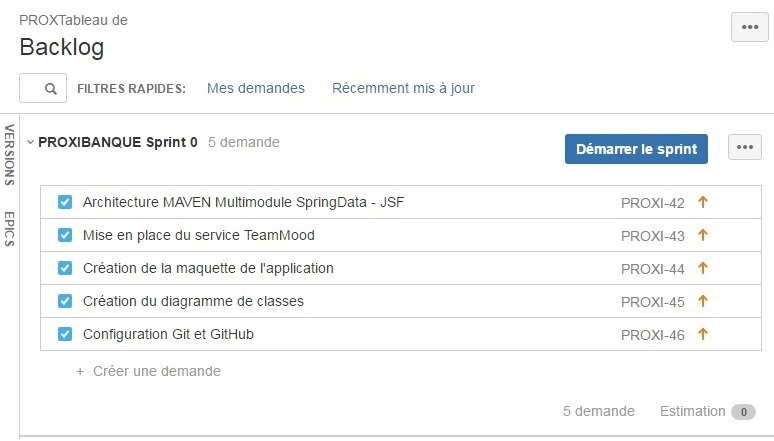 PROXTableau de
Backlog
FILTRES RAPIDES: Mes demandes Récemment mis à jour
VERSIONS
EPICS
PROXIBANQUE Sprint 0 5 demande Démarrer le sprint
Architecture MAVEN Multimodule SpringData - JSF PROXI-42
Mise en place du service TeamMood PROXI-43
Création de la maquette de l'application PROXI-44
Création du diagramme de classes PROXI-45
Configuration Git et GitHub PROXI-46
+ Créer une demande
5 demande Estimation 0